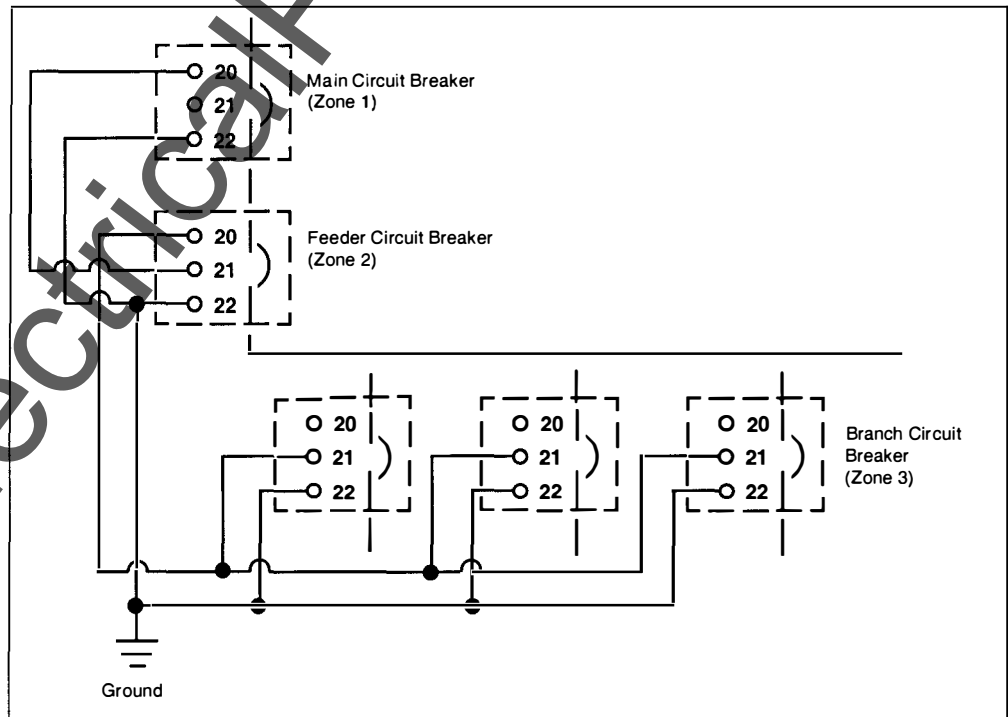 20
Main Circuit Breaker
(Zone 1)
21
22
20
Feeder Circuit Breaker
(Zone 2)
21
22
20
20
20
Branch Circuit
Breaker
(Zone 3)
21
21
21
22
22
22
Ground
ectricalP